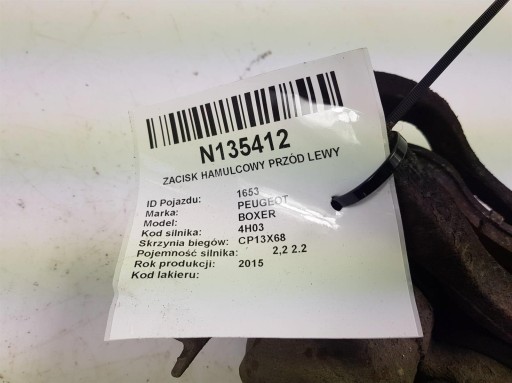 N135412
ZACISK HAMULCOWY PRZÓD LEWY
ID Pojazdu: 1653
Marka: PEUGEOT
Model: BOXER
Kod silnika: 4H03
Skrzynia biegów: CP13X68
Pojemność silnika: 2,2 2.2
Rok produkcji: 2015
Kod lakieru: